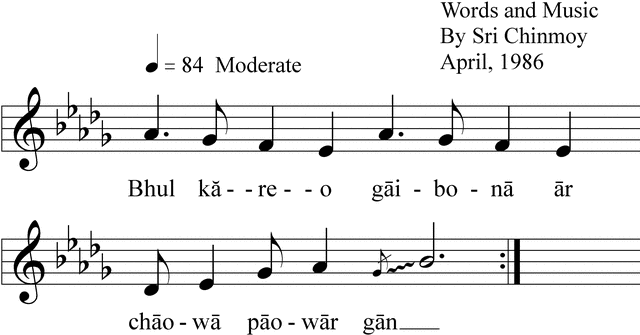 Words and Music
By Sri Chinmoy
April, 1986
= 84 Moderate
Bhul kă - - re - - o gāi - bo - nā ār
chāo - wā pāo - wār gān